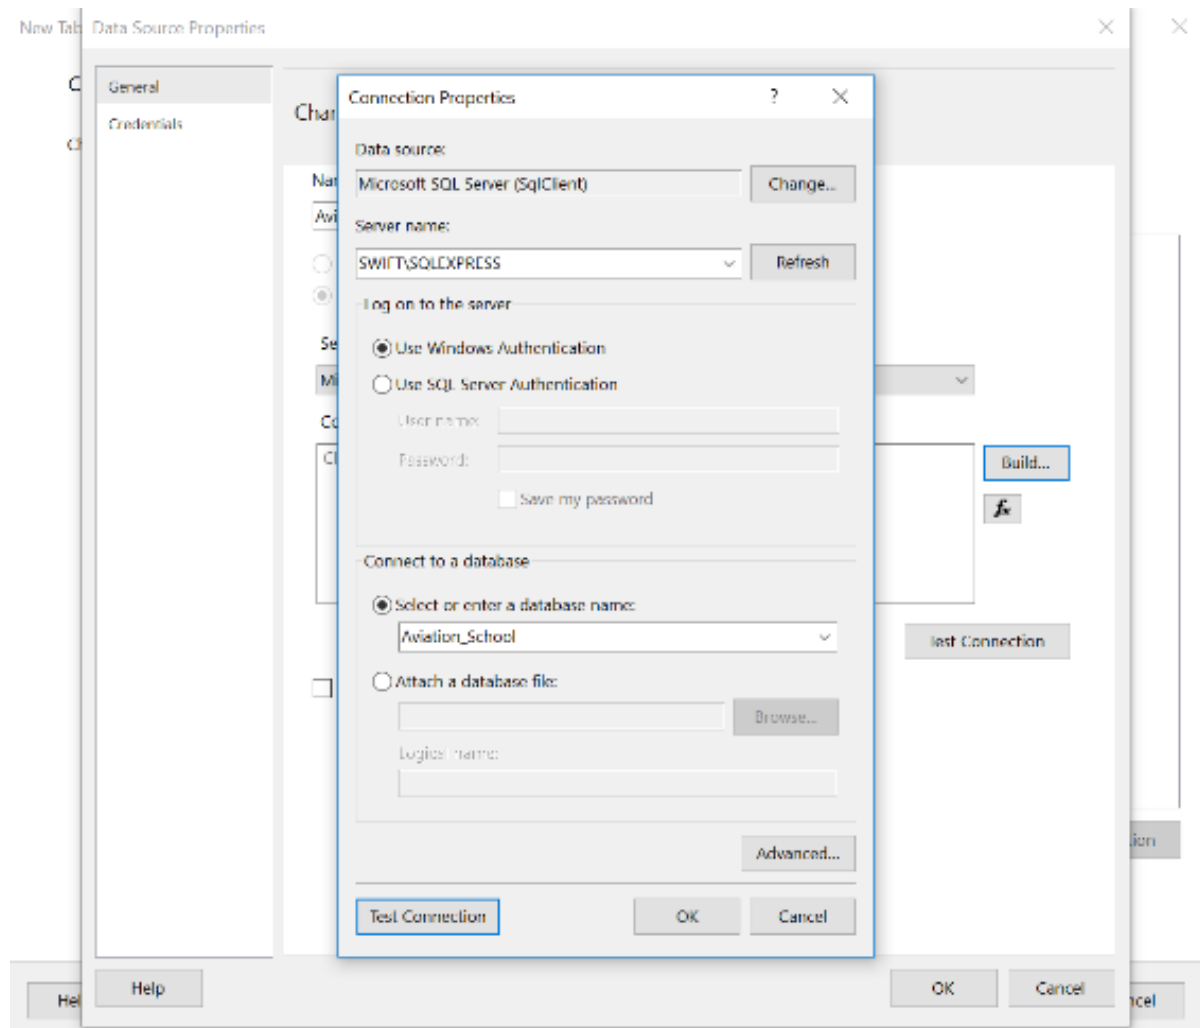 New Tab
Data Source Properties
General
Credentials
Connection Properties
?
Data source:
Microsoft SQL Server (SqlClient)
Change...
Server name:
SWIFT\SQLEXPRESS
Refresh
Log on to the server
Use Windows Authentication
Use SQL Server Authentication
User name:
Password:
Save my password
Build...
fx
Connect to a database
Select or enter a database name:
Aviation_School
Test Connection
Attach a database file:
Browse...
Logical name:
Advanced...
Test Connection
OK
Cancel
Help
OK
Cancel